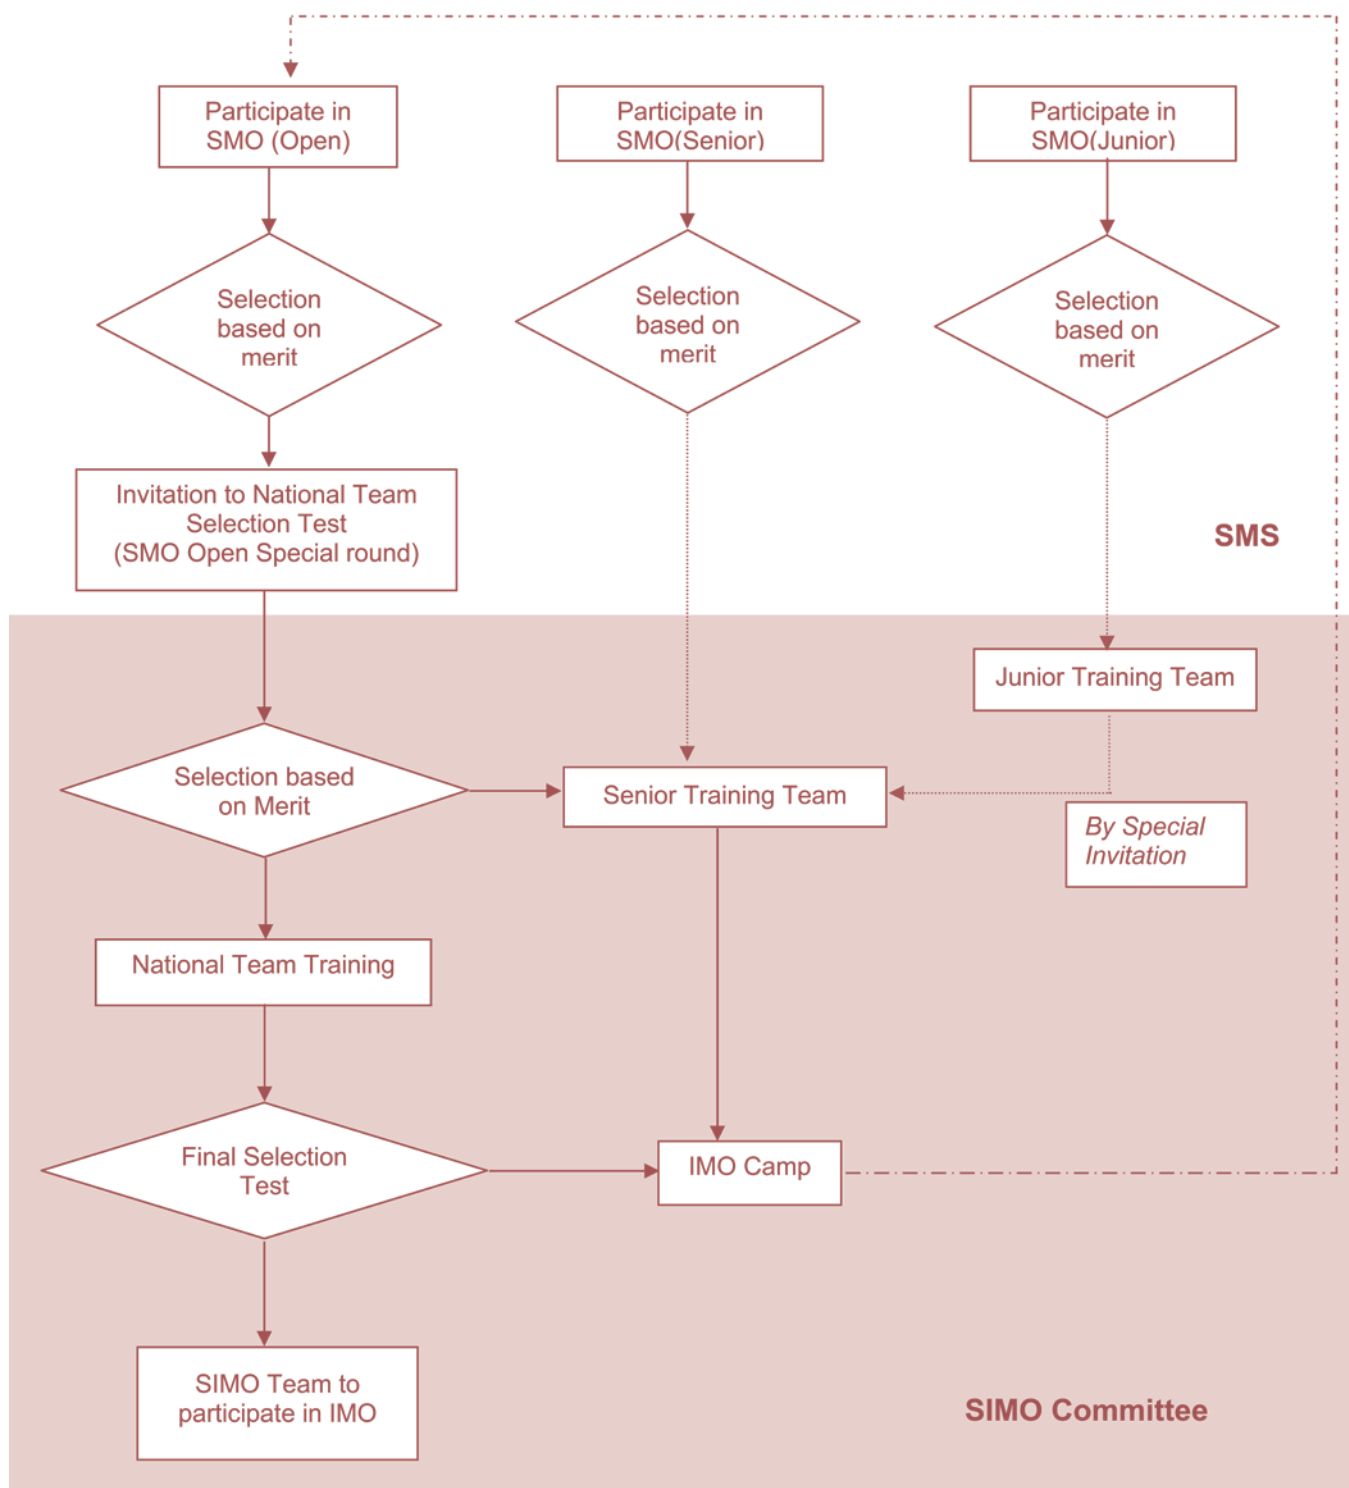 Participate in
SMO (Open)
Participate in
SMO(Senior)
Participate in
SMO(Junior)
Selection
based on
merit
Selection
based on
merit
Selection
based on
merit
Invitation to National Team
Selection Test
(SMO Open Special round)
SMS
Junior Training Team
Selection based
on Merit
Senior Training Team
By Special
Invitation
National Team Training
Final Selection
Test
IMO Camp
SIMO Team to
participate in IMO
SIMO Committee